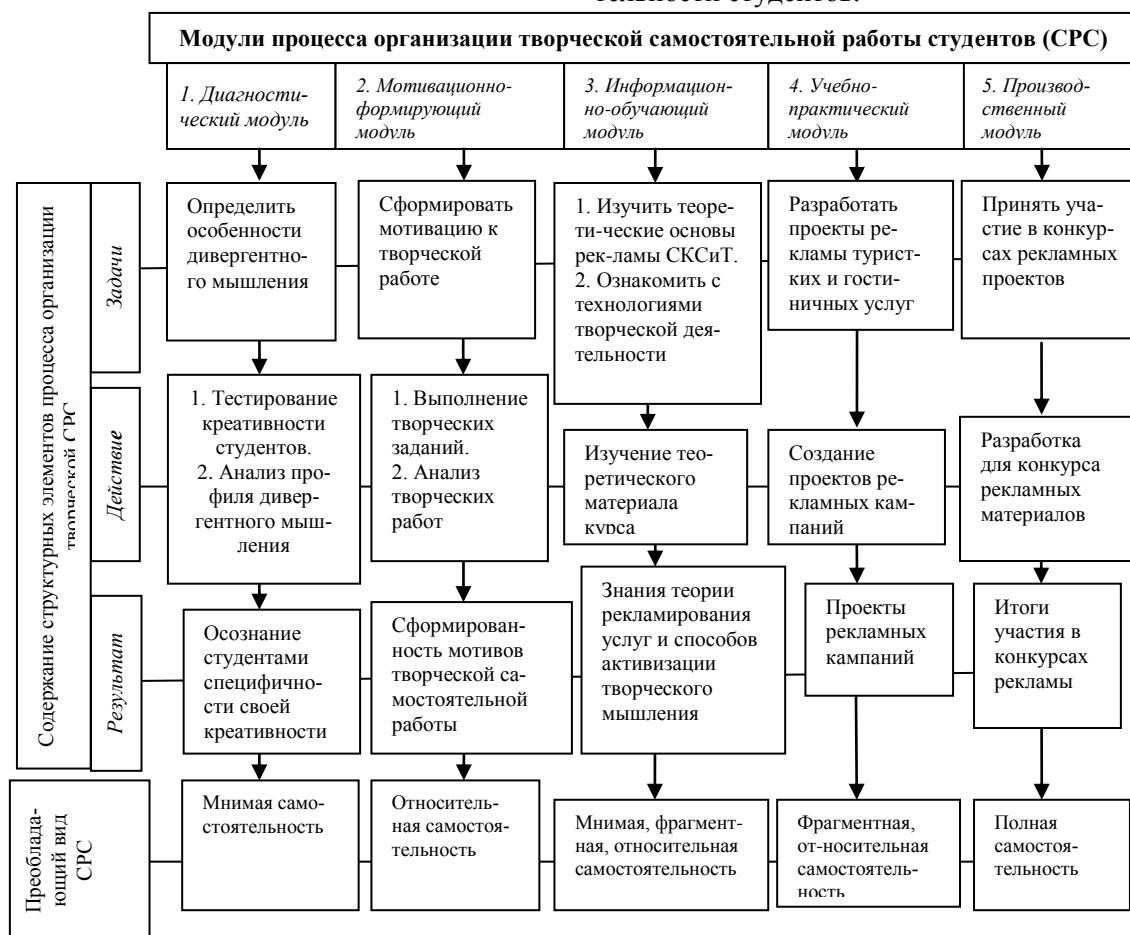 тельности студентов.
Модули процесса организации творческой самостоятельной работы студентов (СРС)
1. Диагности-
ческий модуль
2. Мотивационно-
формирующий
модуль
3. Информацион-
но-обучающий
модуль
4. Учебно-
практический
модуль
5. Производ-
ственный
модуль
Содержание структурных элементов процесса организации
творческой СРС
Задачи
Определить
особенности
дивергентно-
го мышления
Сформировать
мотивацию к
творческой
работе
1. Изучить теоре-
ти-ческие основы
рек-ламы СКСиТ.
2. Ознакомить с
технологиями
творческой дея-
тельности
Разработать
проекты ре-
кламы турист-
ких и гости-
ничных услуг
Принять уча-
стие в конкур-
сах рекламных
проектов
Действие
1. Тестирование
креативности
студентов.
2. Анализ про-
филя дивер-
гентного мыш-
ления
1. Выполнение
творческих
заданий.
2. Анализ
творческих
работ
Изучение тео-
ретического
материала
курса
Создание
проектов ре-
кламных кам-
паний
Разработка
для конкурса
рекламных
материалов
Результат
Осознание
студентами
специфично-
сти своей
креативности
Сформирован-
ность мотивов
творческой са-
мостоятельной
работы
Знания теории
рекламирования
услуг и способов
активизации
творческого
мышления
Проекты
рекламных
кампаний
Итоги
участия в
конкурсах
рекламы
Преоблада-
ющий вид
СРС
Мнимая само-
стоятельность
Относитель-
ная самостоя-
тельность
Мнимая, фрагмент-
ная, относительная
самостоятельность
Фрагментная,
от-носительная
самостоятель-
ность
Полная
самостоя-
тельность